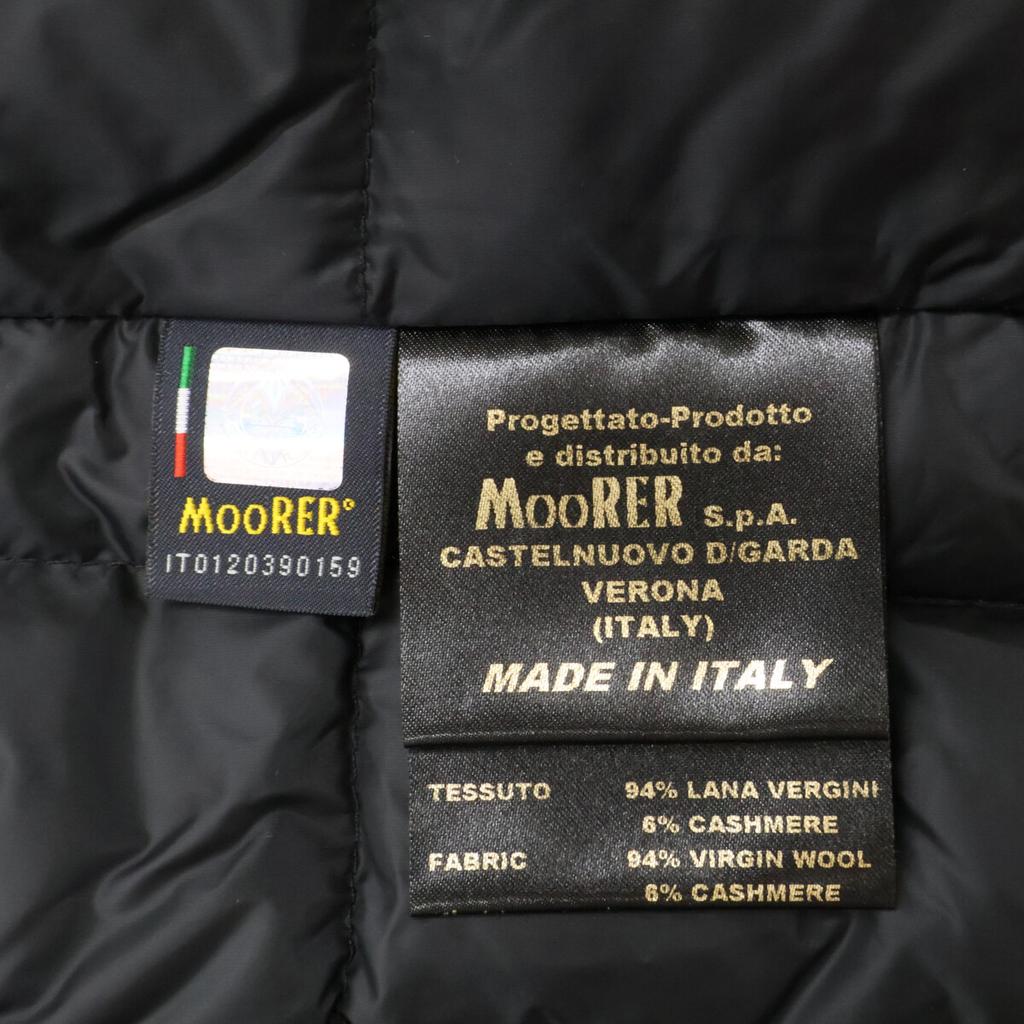 MooRER°
IT0120390159
Progettato-Prodotto
e distribuito da:
MooRER S.p.A.
CASTELNUOVO D/GARDA
VERONA
(ITALY)
MADE IN ITALY
TESSUTO 94% LANA VERGINE
6% CASHMERE
FABRIC 94% VIRGIN WOOL
6% CASHMERE